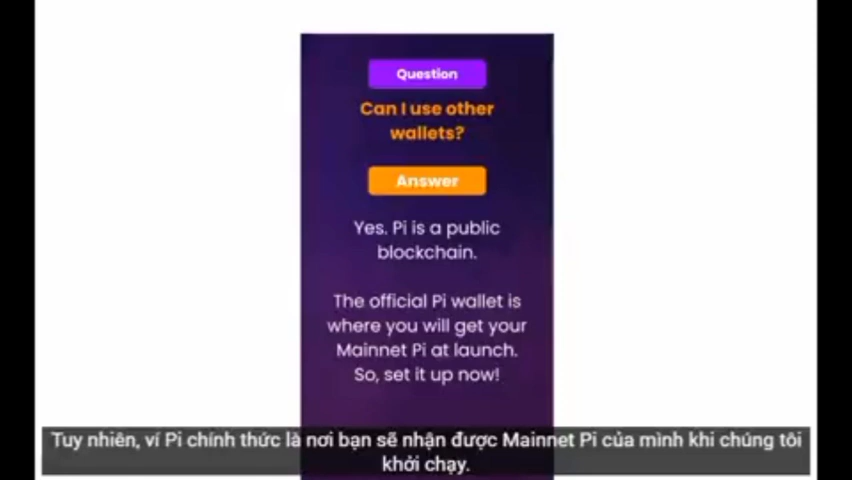 Question
Can I use other
wallets?
Answer
Yes. Pi is a public
blockchain.
The official Pi wallet is
where you will get your
Mainnet Pi at launch.
So, set it up now!
Tuy nhiên, ví Pi chính thức là nơi bạn sẽ nhận được Mainnet Pi của mình khi chúng tôi
khởi chạy.